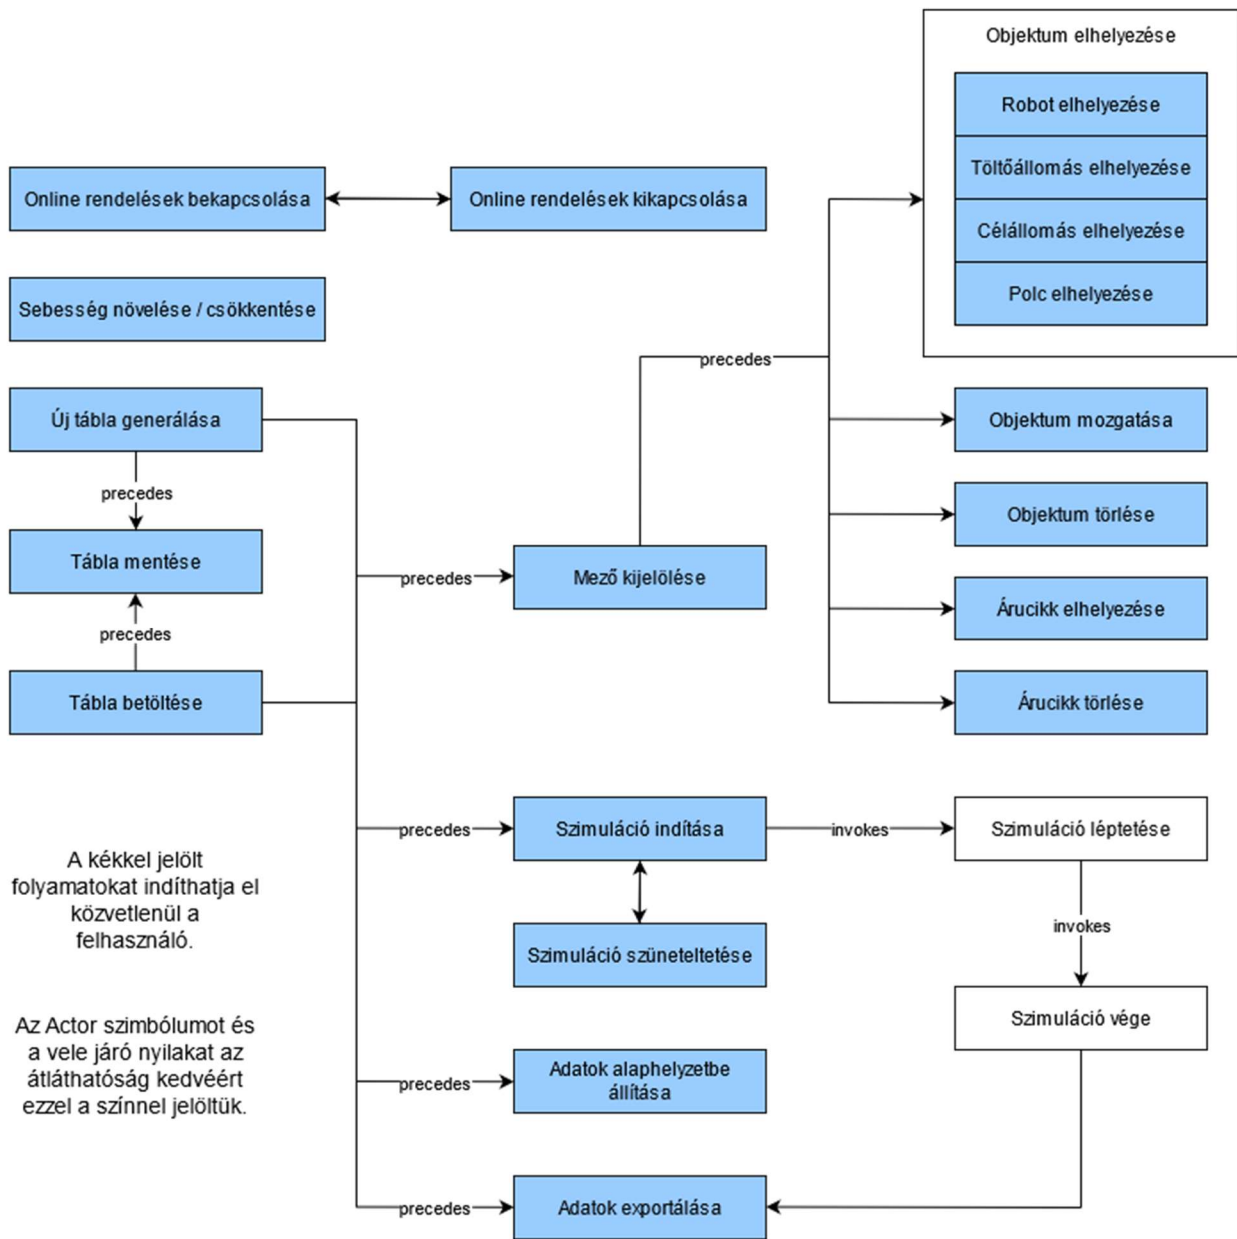 Objektum elhelyezése
Robot elhelyezése
Töltőállomás elhelyezése
Célállomás elhelyezése
Polc elhelyezése
Online rendelések bekapcsolása
Online rendelések kikapcsolása
Sebesség növelése / csökkentése
precedes
Új tábla generálása
Objektum mozgatása
precedes
Objektum törlése
Tábla mentése
precedes
Mező kijelölése
Árucikk elhelyezése
precedes
Tábla betöltése
Árucikk törlése
precedes
Szimuláció indítása
invokes
Szimuláció léptetése
A kékkel jelölt
folyamatokat indíthatja el
közvetlenül a
felhasználó.
invokes
Szimuláció szüneteltetése
Szimuláció vége
Az Actor szimbólumot és
a vele járó nyilakat az
átláthatóság kedvéért
ezzel a színnel jelöltük.
precedes
Adatok alaphelyzetbe
állítása
precedes
Adatok exportálása